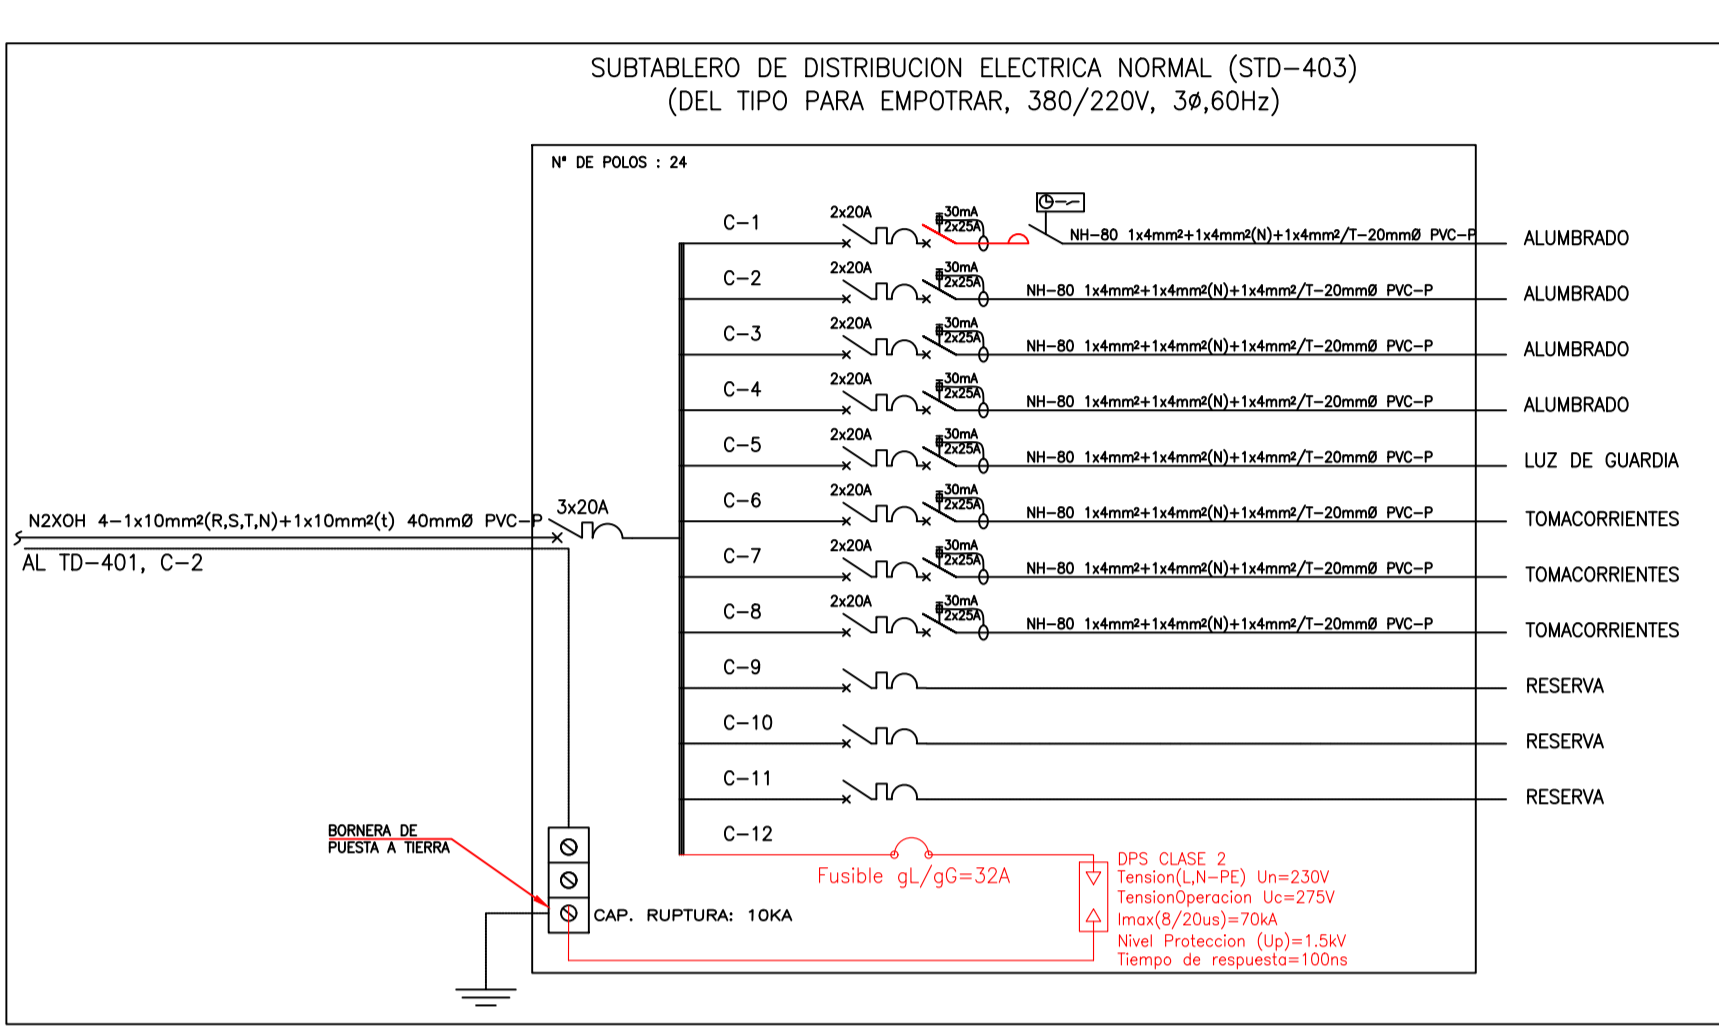 SUBTABLERO DE DISTRIBUCION ELECTRICA NORMAL (STD-403)
(DEL TIPO PARA EMPOTRAR, 380/220V, 3ø,60Hz)
N° DE POLOS : 24
C-1 2x20A 30mA 2x25A NH-80 1x4mm²+1x4mm²(N)+1x4mm²/T-20mmØ PVC-P ALUMBRADO
C-2 2x20A 30mA 2x25A NH-80 1x4mm²+1x4mm²(N)+1x4mm²/T-20mmØ PVC-P ALUMBRADO
C-3 2x20A 30mA 2x25A NH-80 1x4mm²+1x4mm²(N)+1x4mm²/T-20mmØ PVC-P ALUMBRADO
C-4 2x20A 30mA 2x25A NH-80 1x4mm²+1x4mm²(N)+1x4mm²/T-20mmØ PVC-P ALUMBRADO
C-5 2x20A 30mA 2x25A NH-80 1x4mm²+1x4mm²(N)+1x4mm²/T-20mmØ PVC-P LUZ DE GUARDIA
C-6 2x20A 30mA 2x25A NH-80 1x4mm²+1x4mm²(N)+1x4mm²/T-20mmØ PVC-P TOMACORRIENTES
N2XOH 4-1x10mm²(R,S,T,N)+1x10mm²(t) 40mmØ PVC-P 3x20A
AL TD-401, C-2
C-7 2x20A 30mA 2x25A NH-80 1x4mm²+1x4mm²(N)+1x4mm²/T-20mmØ PVC-P TOMACORRIENTES
C-8 2x20A 30mA 2x25A NH-80 1x4mm²+1x4mm²(N)+1x4mm²/T-20mmØ PVC-P TOMACORRIENTES
C-9 RESERVA
C-10 RESERVA
C-11 RESERVA
C-12
BORNERA DE
PUESTA A TIERRA
Fusible gL/gG=32A
CAP. RUPTURA: 10KA
DPS CLASE 2
Tension(L,N-PE) Un=230V
TensionOperacion Uc=275V
Imax(8/20us)=70kA
Nivel Proteccion (Up)=1.5kV
Tiempo de respuesta=100ns